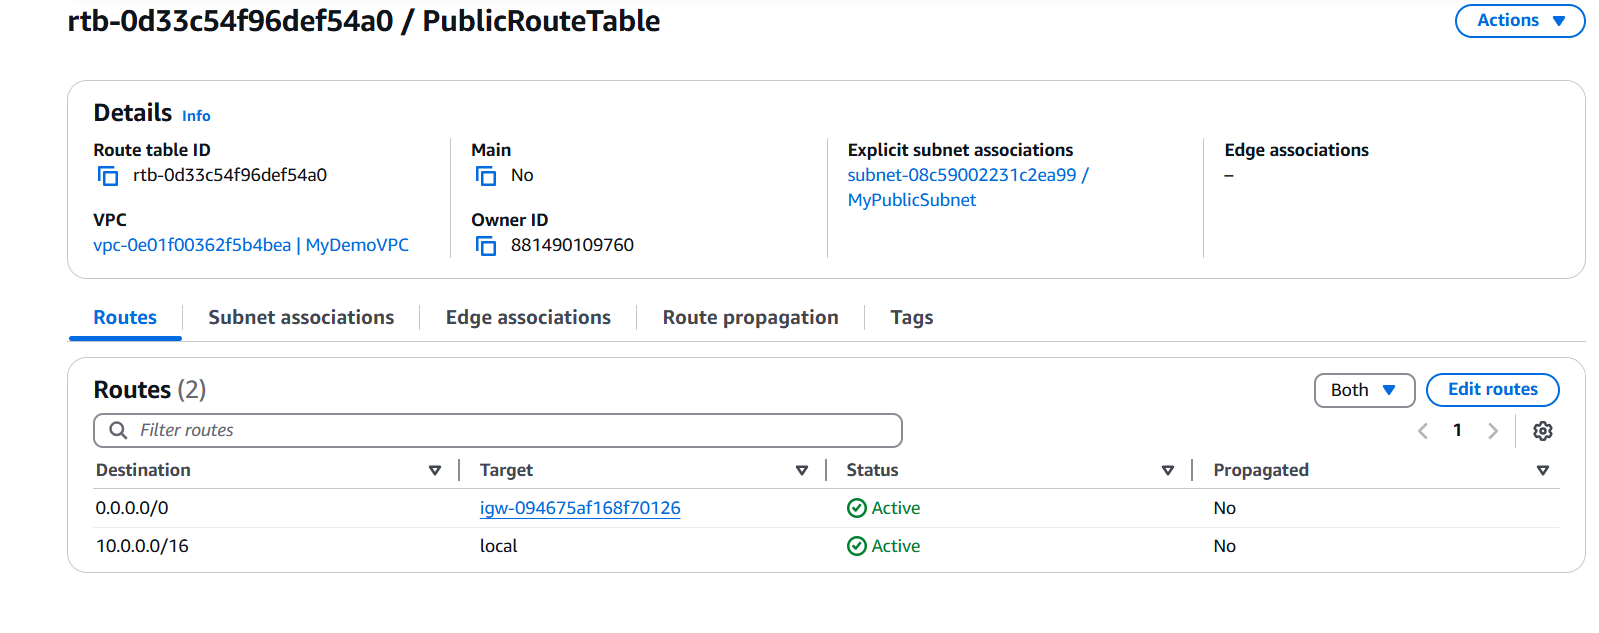 rtb-0d33c54f96def54a0 / PublicRouteTable
Actions
Details Info
Route table ID
rtb-0d33c54f96def54a0
Main
No
Explicit subnet associations
subnet-08c59002231c2ea99 /
MyPublicSubnet
Edge associations
–
VPC
vpc-0e01f00362f5b4bea | MyDemoVPC
Owner ID
881490109760
Routes Subnet associations Edge associations Route propagation Tags
Routes (2)
Both Edit routes
Filter routes
1
Destination Target Status Propagated
0.0.0.0/0 igw-094675af168f70126 Active No
10.0.0.0/16 local Active No